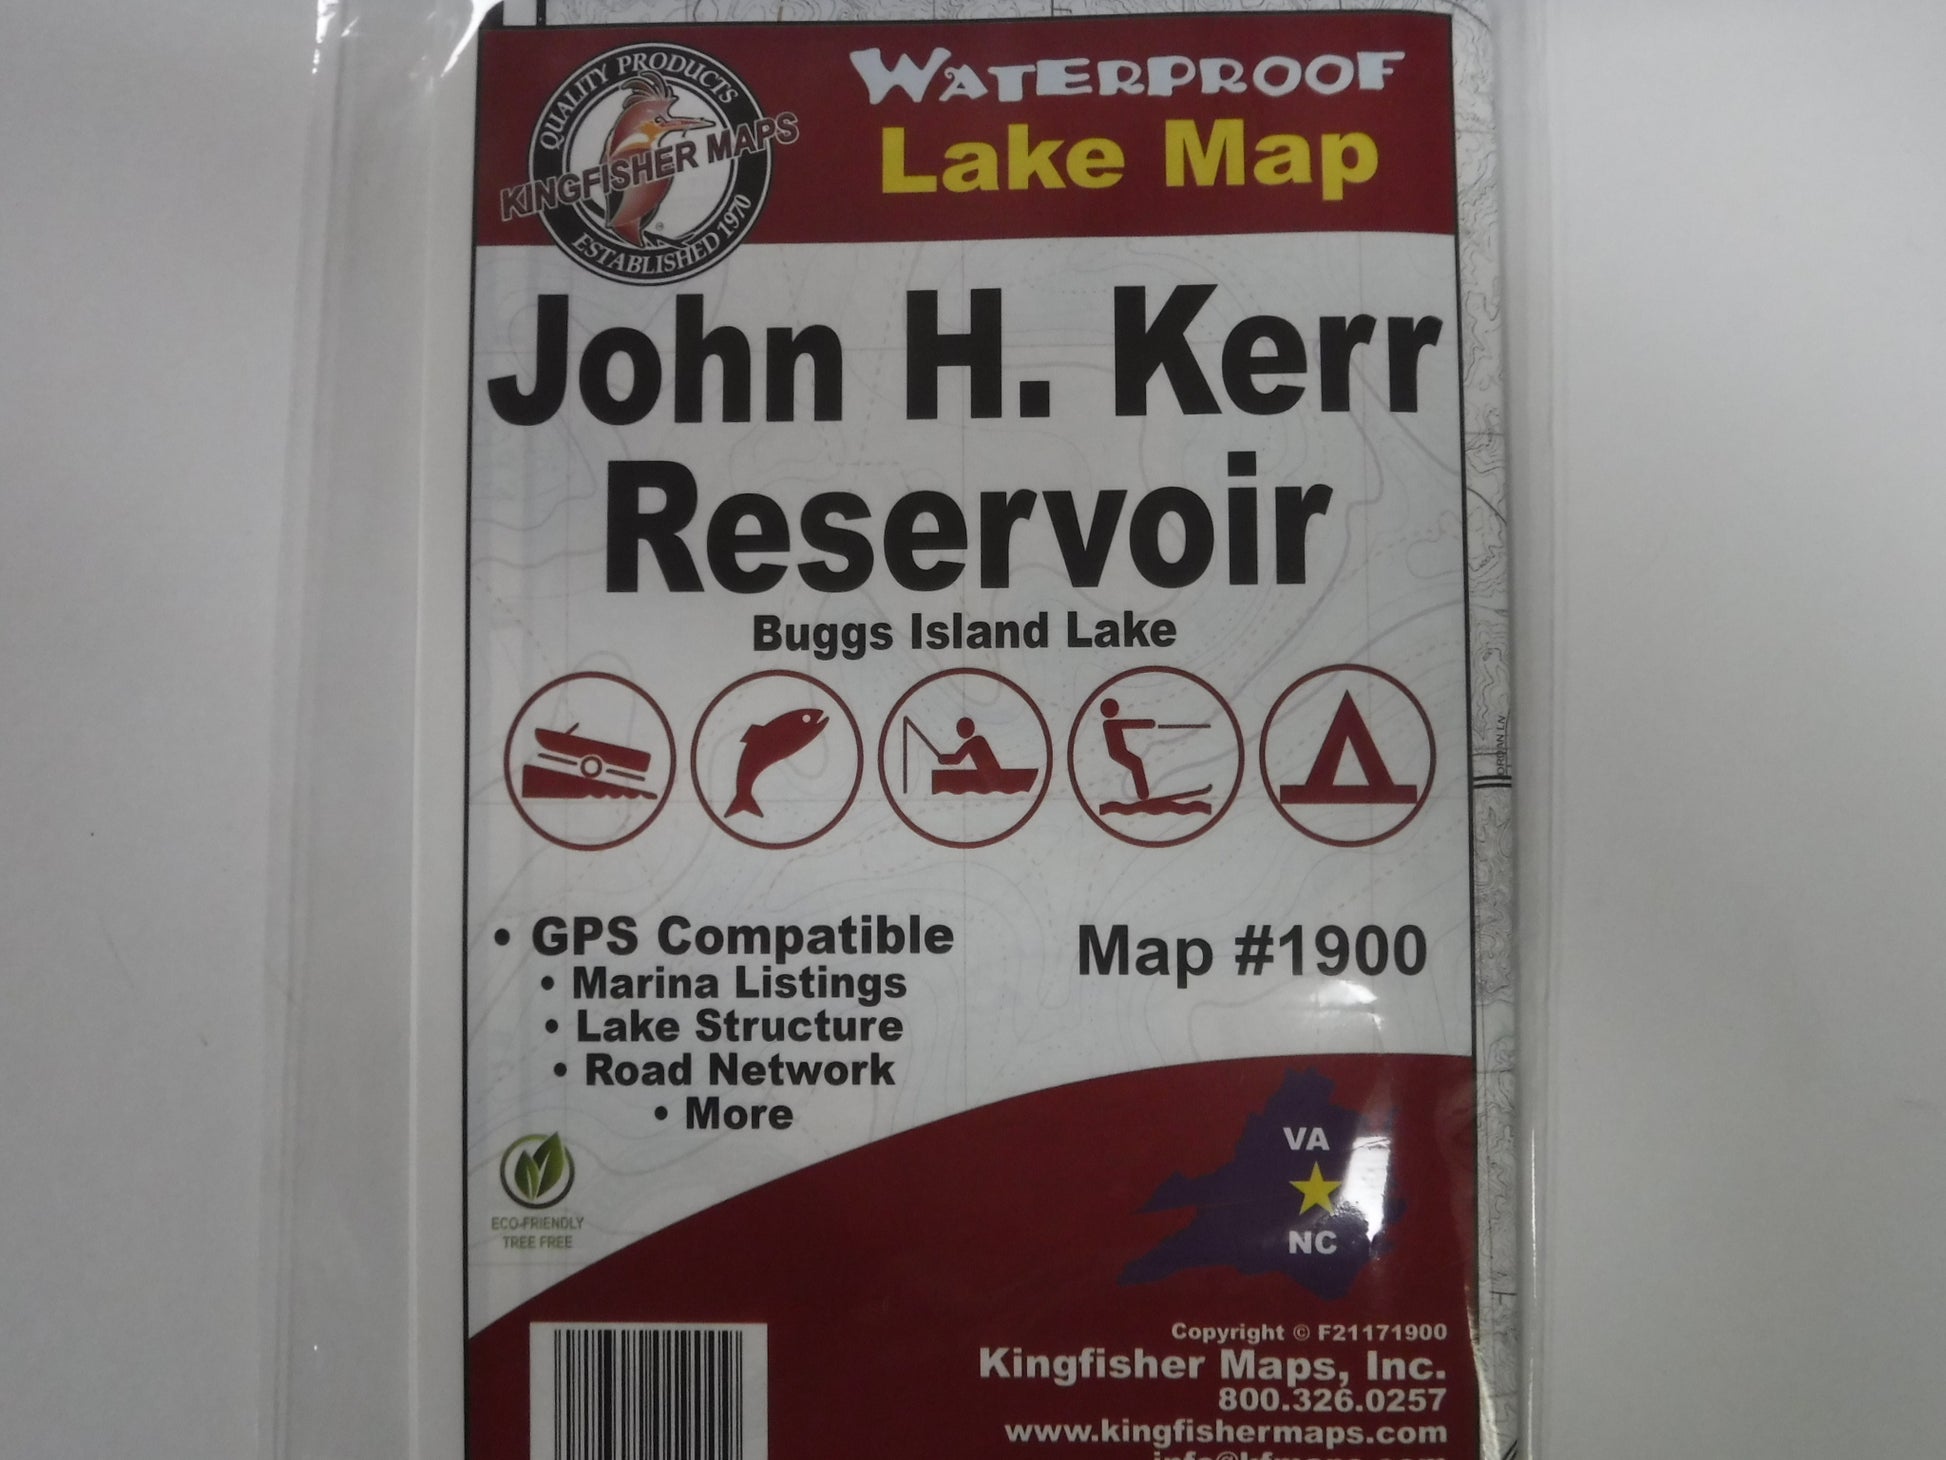 QUALITY PRODUCTS
KINGFISHER MAPS
ESTABLISHED 1970
WATERPROOF
Lake Map
John H. Kerr
Reservoir
Buggs Island Lake
• GPS Compatible
• Marina Listings
• Lake Structure
• Road Network
• More
Map #1900
ECO-FRIENDLY
TREE FREE
VA
NC
Copyright © F21171900
Kingfisher Maps, Inc.
800.326.0257
www.kingfishermaps.com